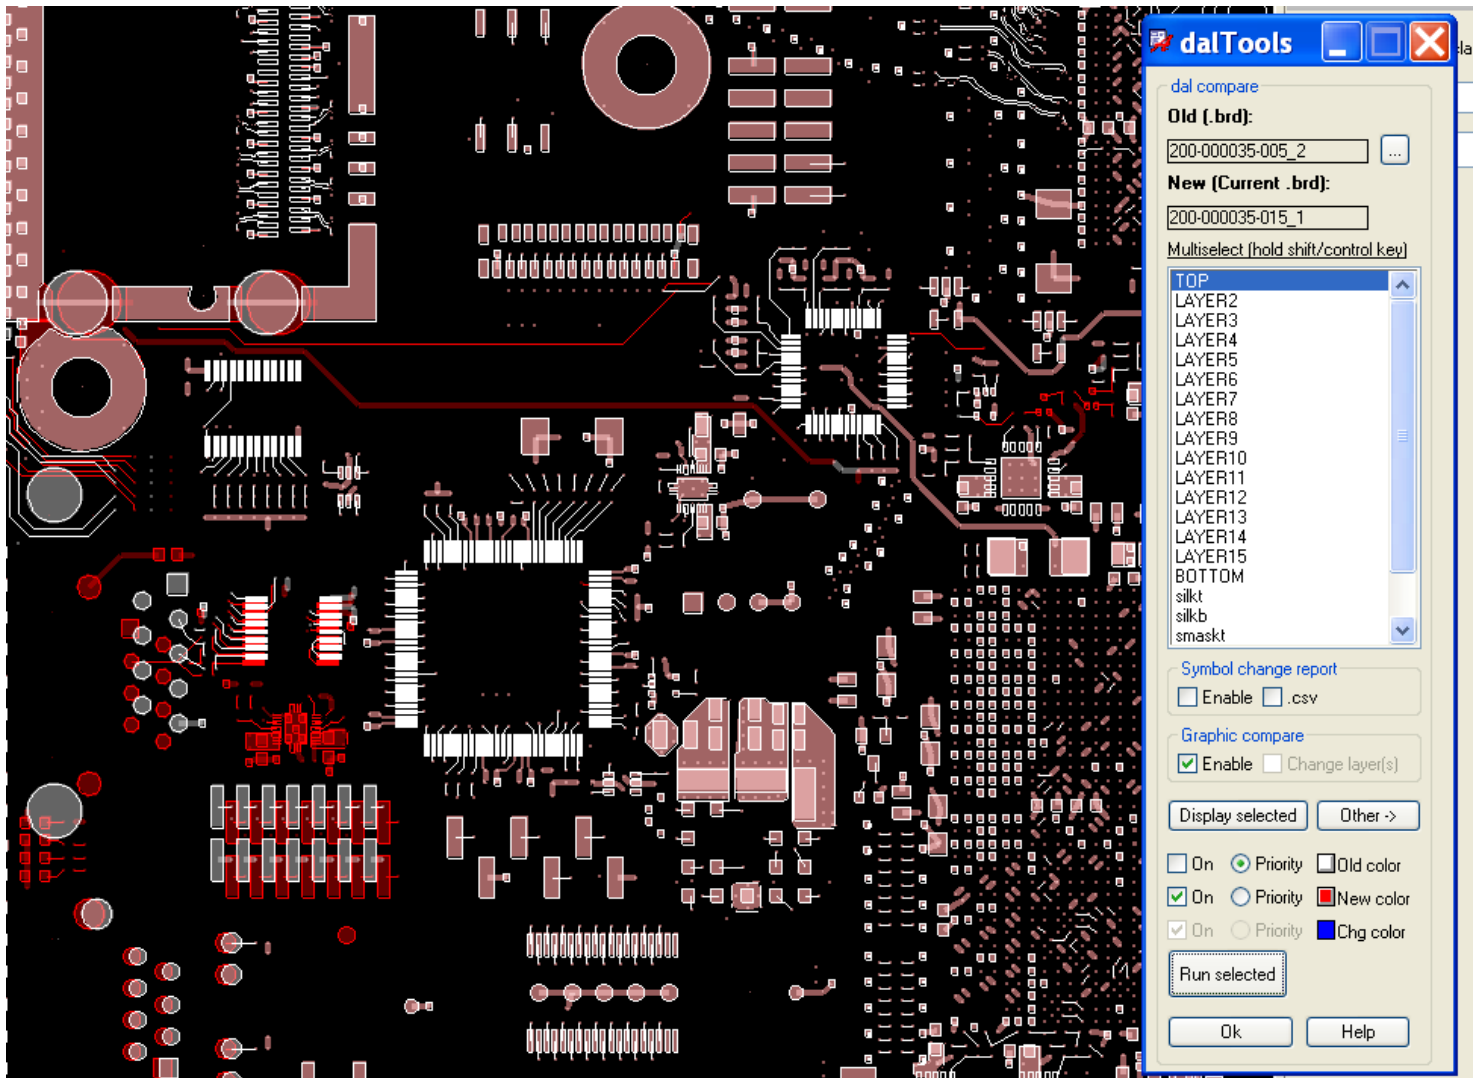 dalTools
dal compare
Old (.brd):
200-000035-005_2
...
New (Current .brd):
200-000035-015_1
Multiselect (hold shift/control key)
TOP
LAYER2
LAYER3
LAYER4
LAYER5
LAYER6
LAYER7
LAYER8
LAYER9
LAYER10
LAYER11
LAYER12
LAYER13
LAYER14
LAYER15
BOTTOM
silkt
silkb
smaskt
Symbol change report
Enable .csv
Graphic compare
Enable Change layer(s)
Display selected Other ->
On Priority Old color
On Priority New color
On Priority Chg color
Run selected
Ok Help